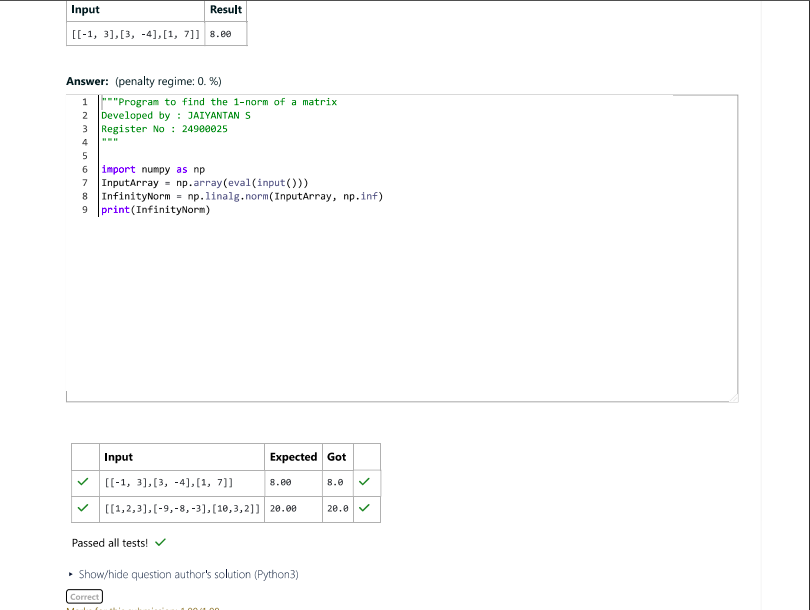 Input Result
[[-1, 3],[3, -4],[1, 7]] 8.00
Answer: (penalty regime: 0. %)
1 """Program to find the 1-norm of a matrix
2 Developed by : JAIYANTAN S
3 Register No : 24900025
4 """
5
6 import numpy as np
7 InputArray = np.array(eval(input()))
8 InfinityNorm = np.linalg.norm(InputArray, np.inf)
9 print(InfinityNorm)
Input Expected Got
[[-1, 3],[3, -4],[1, 7]] 8.00 8.0
[[1,2,3],[-9,-8,-3],[10,3,2]] 20.00 20.0
Passed all tests!
Show/hide question author's solution (Python3)
Correct